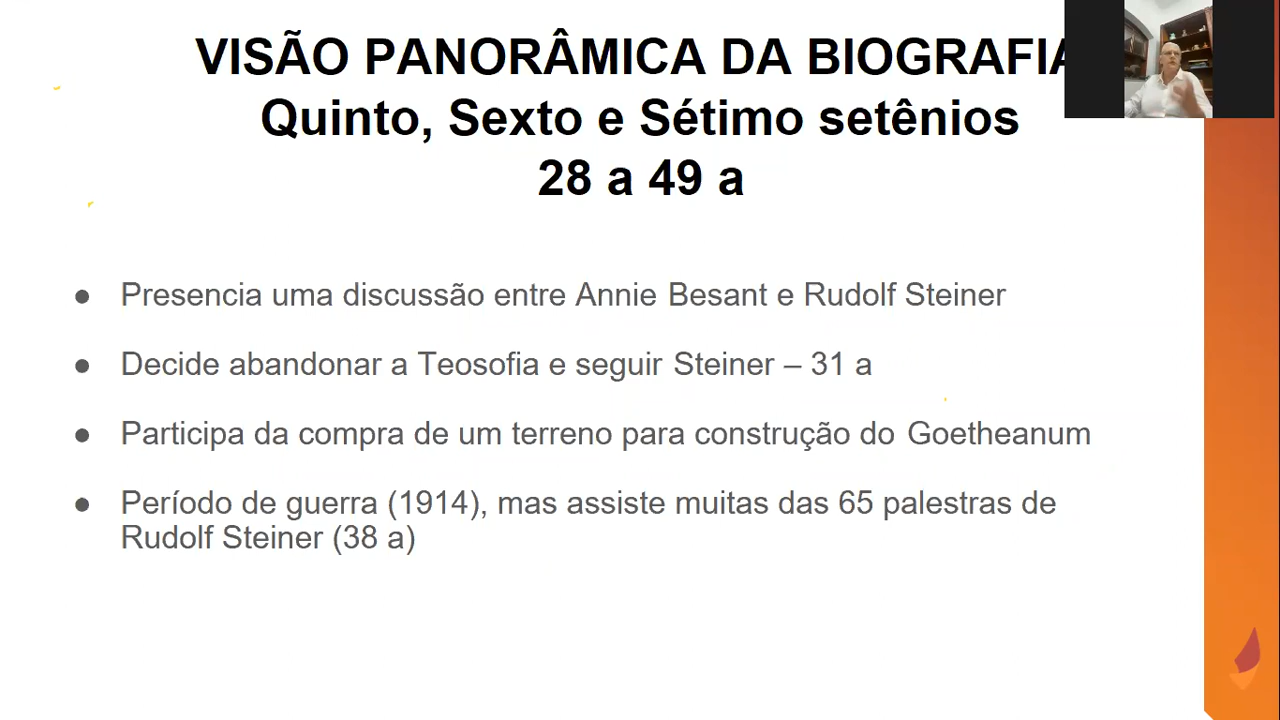 VISÃO PANORÂMICA DA BIOGRAFIA
Quinto, Sexto e Sétimo setênios
28 a 49 a
● Presencia uma discussão entre Annie Besant e Rudolf Steiner
● Decide abandonar a Teosofia e seguir Steiner – 31 a
● Participa da compra de um terreno para construção do Goetheanum
● Período de guerra (1914), mas assiste muitas das 65 palestras de
Rudolf Steiner (38 a)